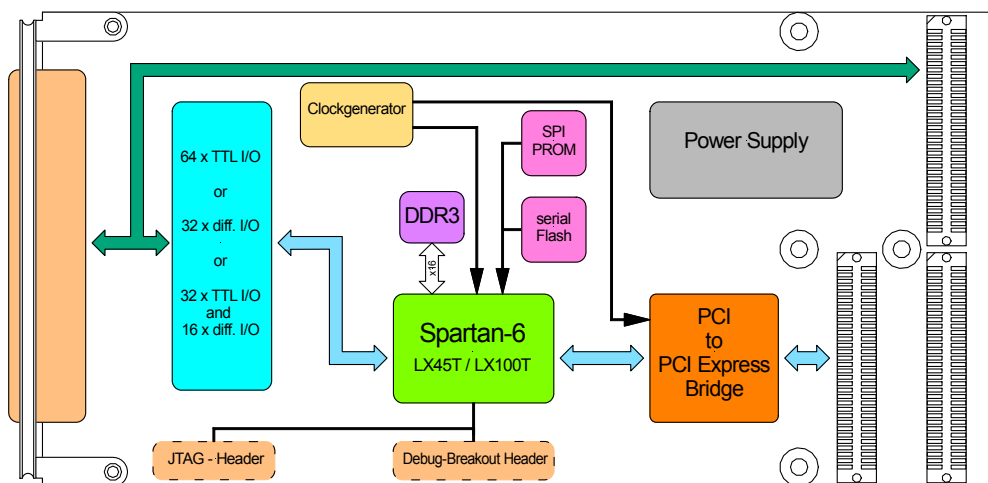 Clockgenerator
SPI
PROM
Power Supply
64 x TTL I/O
or
32 x diff. I/O
or
32 x TTL I/O
and
16 x diff. I/O
DDR3
serial
Flash
x16
Spartan-6
LX45T / LX100T
PCI
to
PCI Express
Bridge
JTAG - Header
Debug-Breakout Header